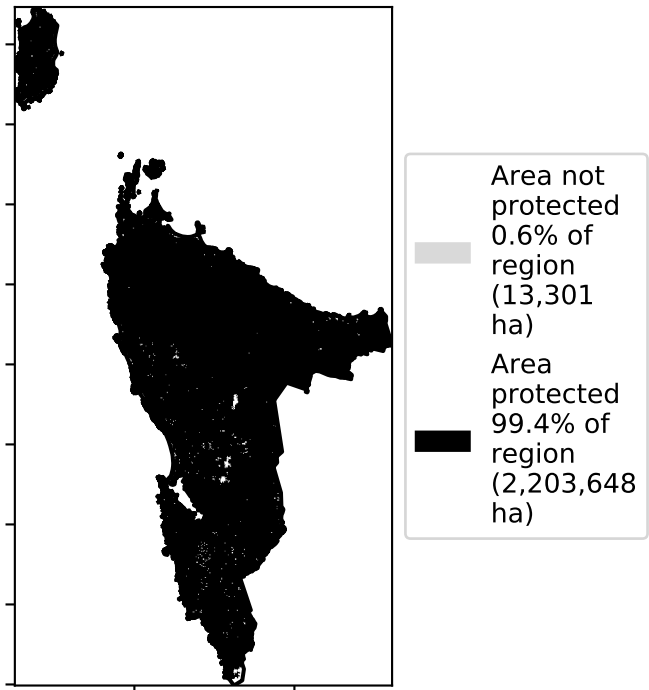 Area not
protected
0.6% of
region
(13,301
ha)
Area
protected
99.4% of
region
(2,203,648
ha)